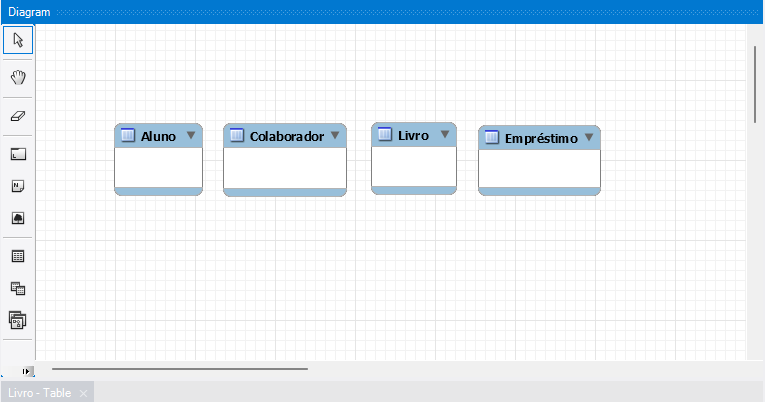 Diagram
Aluno
Colaborador
Livro
Empréstimo
Livro - Table